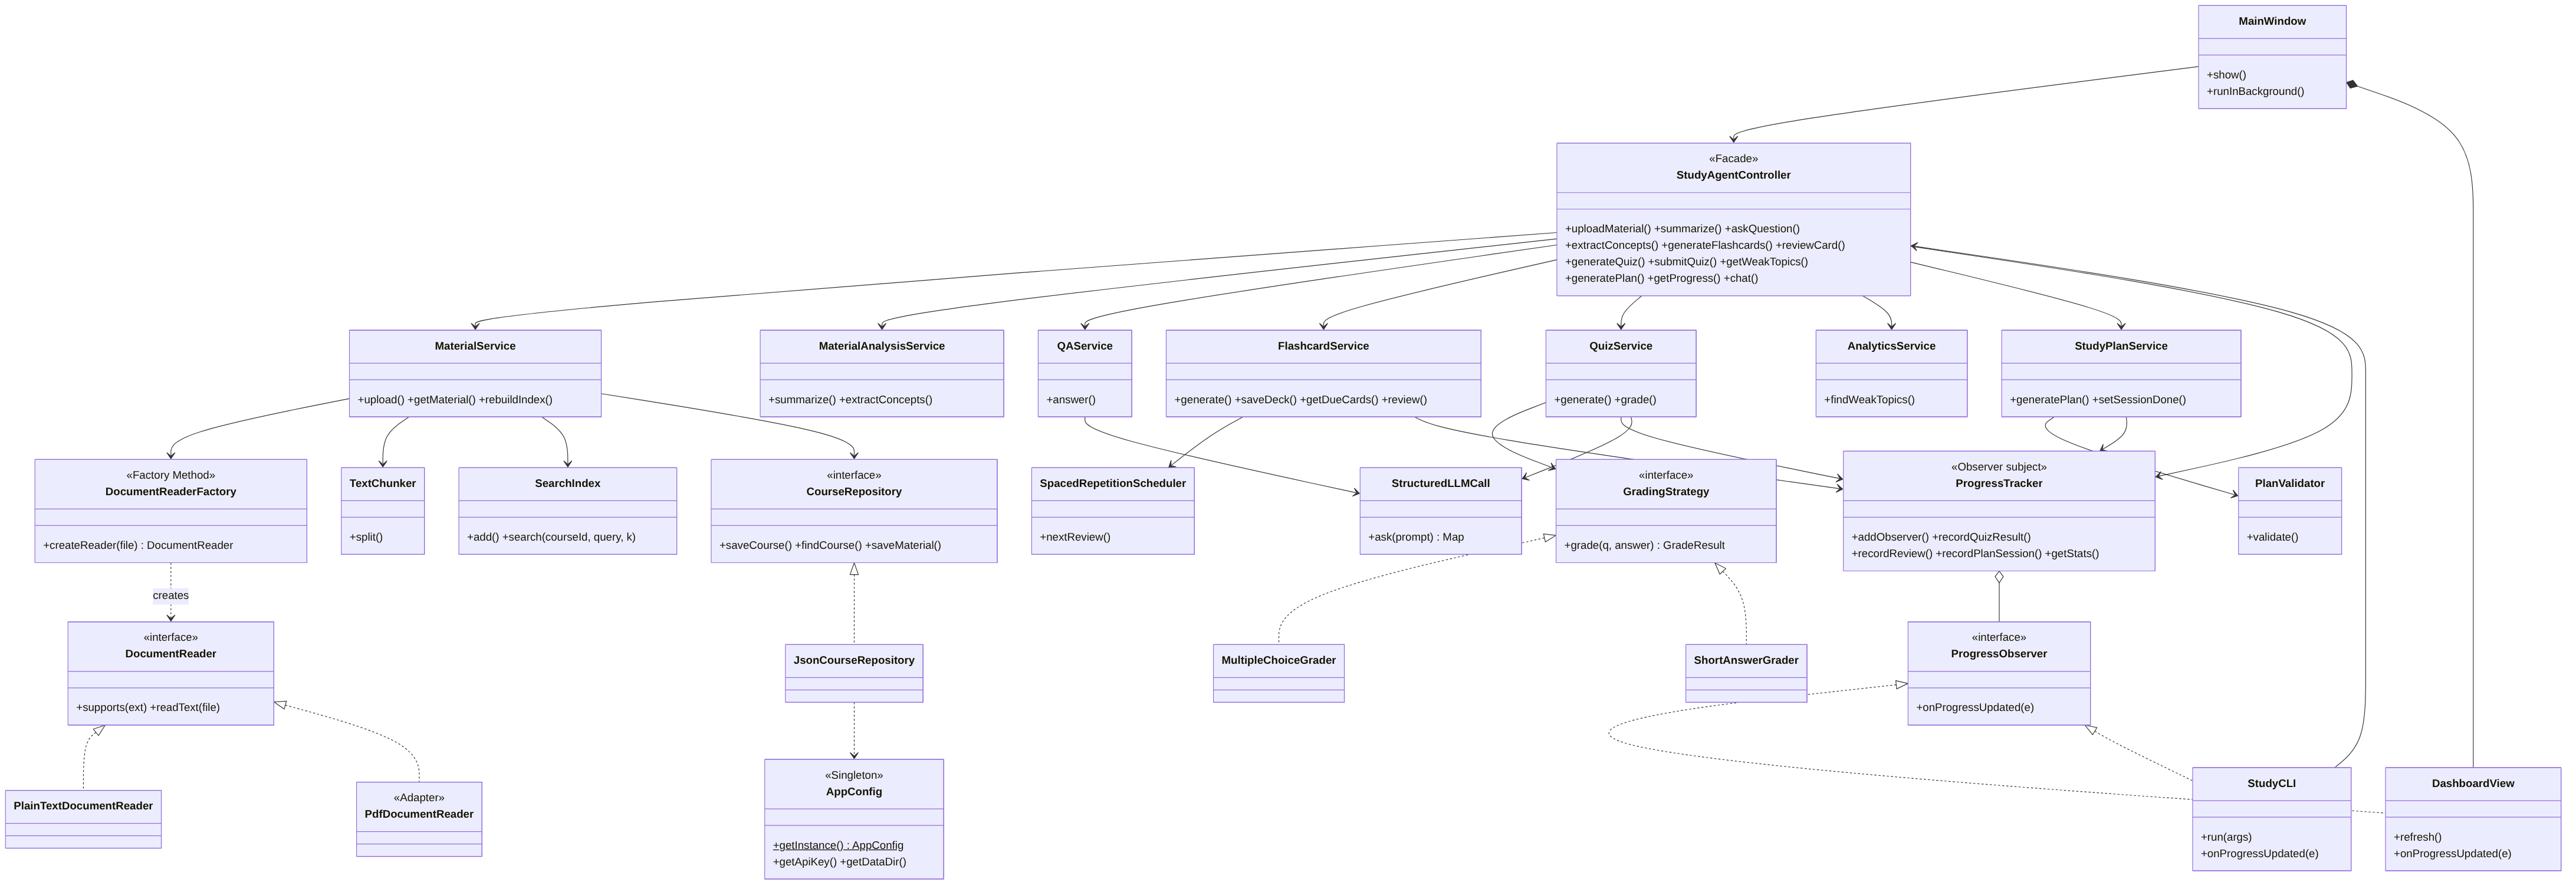 MainWindow
+show()
+runInBackground()
«Facade»
StudyAgentController
+uploadMaterial() +summarize() +askQuestion()
+extractConcepts() +generateFlashcards() +reviewCard()
+generateQuiz() +submitQuiz() +getWeakTopics()
+generatePlan() +getProgress() +chat()
MaterialService
+upload() +getMaterial() +rebuildIndex()
MaterialAnalysisService
+summarize() +extractConcepts()
QAService
+answer()
FlashcardService
+generate() +saveDeck() +getDueCards() +review()
QuizService
+generate() +grade()
AnalyticsService
+findWeakTopics()
StudyPlanService
+generatePlan() +setSessionDone()
«Factory Method»
DocumentReaderFactory
+createReader(file) : DocumentReader
TextChunker
+split()
SearchIndex
+add() +search(courseId, query, k)
«interface»
CourseRepository
+saveCourse() +findCourse() +saveMaterial()
SpacedRepetitionScheduler
+nextReview()
StructuredLLMCall
+ask(prompt) : Map
«interface»
GradingStrategy
+grade(q, answer) : GradeResult
«Observer subject»
ProgressTracker
+addObserver() +recordQuizResult()
+recordReview() +recordPlanSession() +getStats()
PlanValidator
+validate()
creates
«interface»
DocumentReader
+supports(ext) +readText(file)
JsonCourseRepository
MultipleChoiceGrader
ShortAnswerGrader
«interface»
ProgressObserver
+onProgressUpdated(e)
PlainTextDocumentReader
«Adapter»
PdfDocumentReader
«Singleton»
AppConfig
+getInstance() : AppConfig
+getApiKey() +getDataDir()
StudyCLI
+run(args)
+onProgressUpdated(e)
DashboardView
+refresh()
+onProgressUpdated(e)